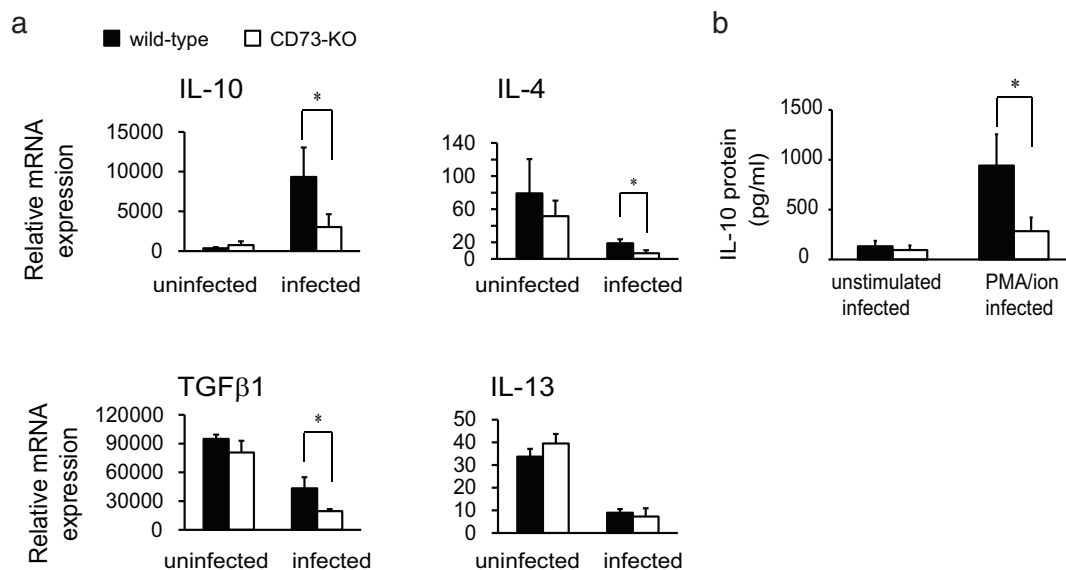 a
wild-type CD73-KO
IL-10
*
Relative mRNA
expression
15000
10000
5000
0
uninfected infected
IL-4
*
140
100
60
20
0
uninfected infected
TGFβ1
*
Relative mRNA
expression
120000
90000
60000
30000
0
uninfected infected
IL-13
50
40
30
20
10
0
uninfected infected
b
*
IL-10 protein
(pg/ml)
1500
1000
500
0
unstimulated PMA/ion
infected infected